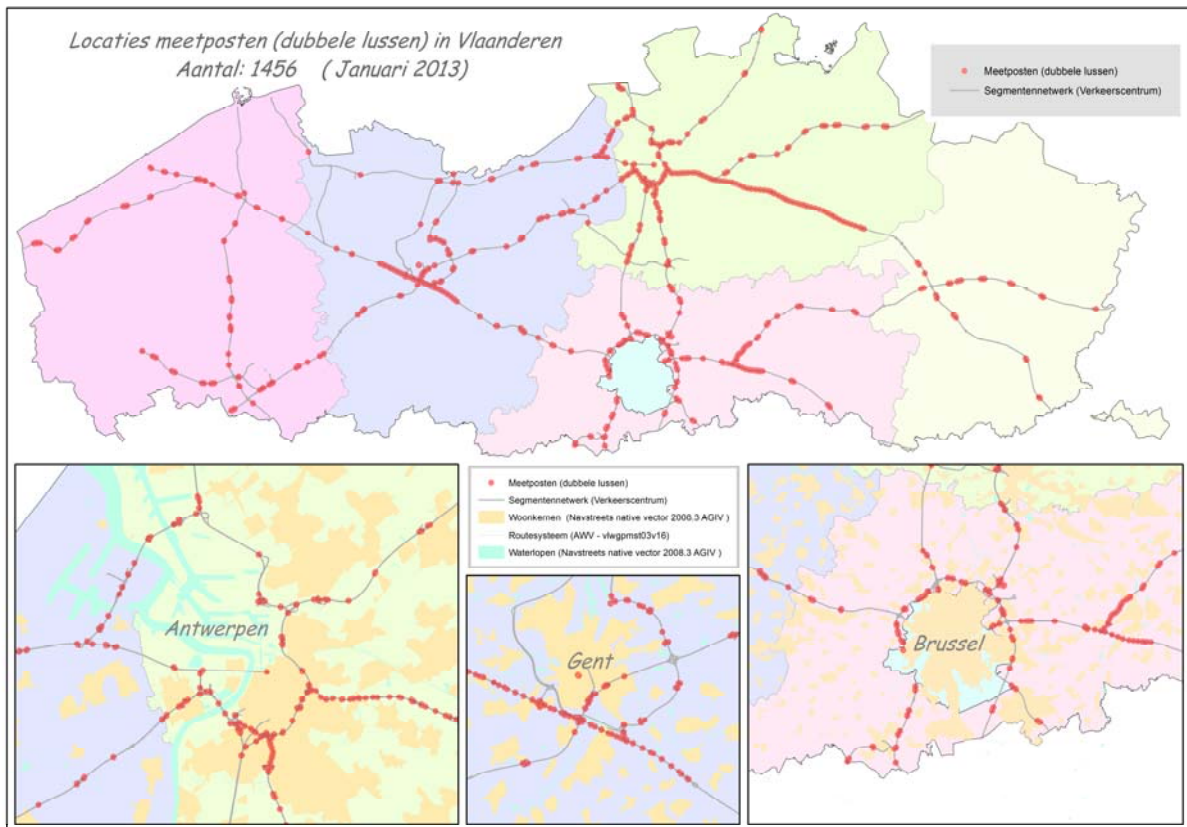 Locaties meetposten (dubbele lussen) in Vlaanderen
Aantal: 1456 ( Januari 2013)
Meetposten (dubbele lussen)
Segmentennetwerk (Verkeerscentrum)
Meetposten (dubbele lussen)
Segmentennetwerk (Verkeerscentrum)
Woonkernen (Navstreets native vector 2008.3 AGIV )
Routesysteem (AWV - vlwgpmst03v16)
Waterlopen (Navstreets native vector 2008.3 AGIV )
Antwerpen
Gent
Brussel